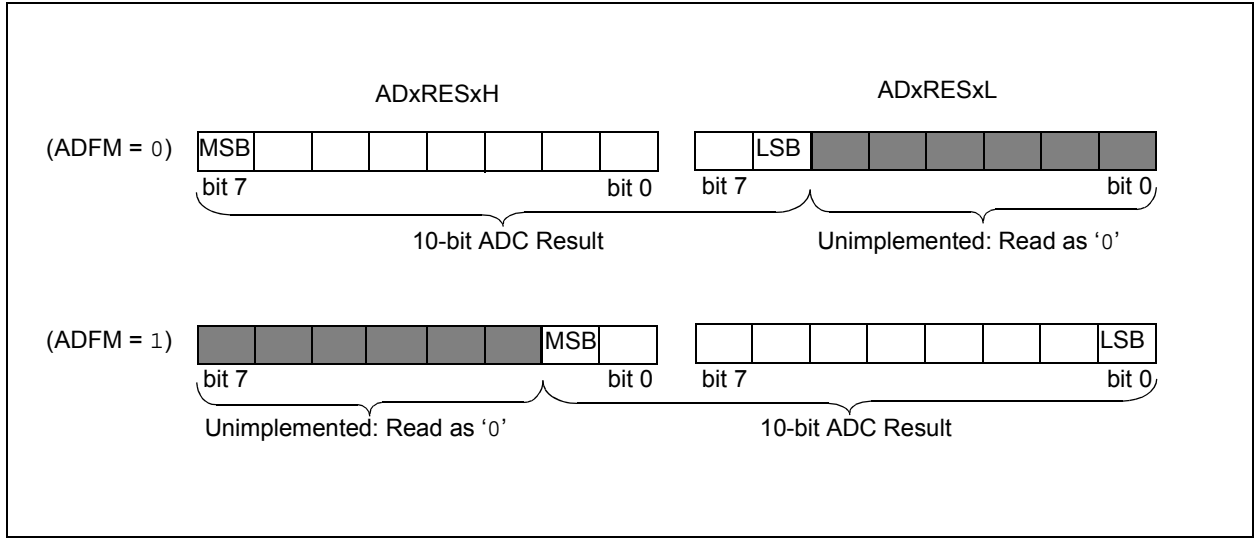 ADxRESxH ADxRESxL
(ADFM = 0) MSB LSB
bit 7 bit 0 bit 7 bit 0
10-bit ADC Result Unimplemented: Read as ‘0’
(ADFM = 1) MSB LSB
bit 7 bit 0 bit 7 bit 0
Unimplemented: Read as ‘0’ 10-bit ADC Result